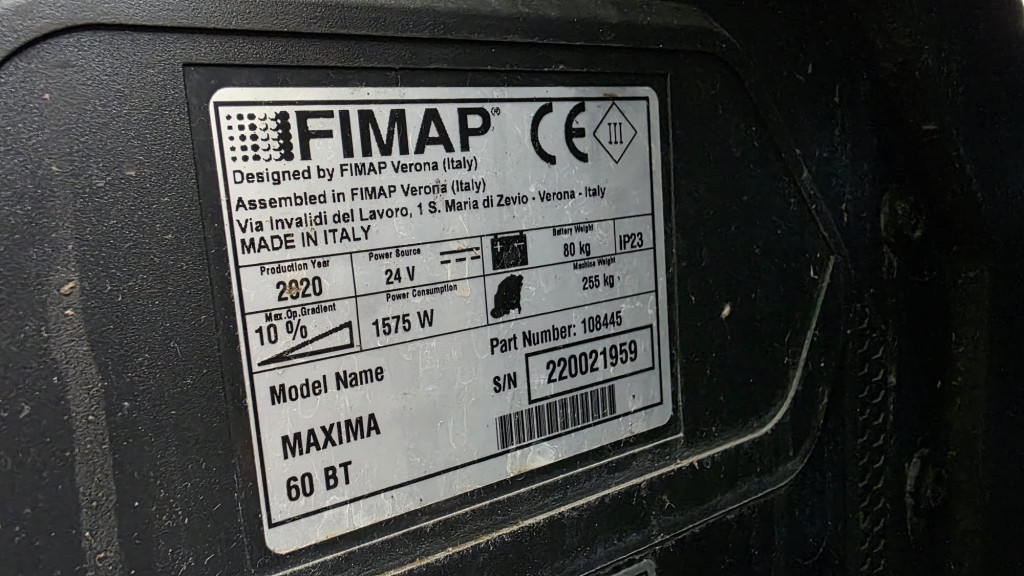 FIMAP® CE III
Designed by FIMAP Verona (Italy)
Assembled in FIMAP Verona (Italy)
Via Invalidi del Lavoro, 1 S. Maria di Zevio - Verona - Italy
MADE IN ITALY
Production Year
2020
Power Source
24 V
Battery Weight
80 kg
IP23
Max.Op.Gradient
10 %
Power Consumption
1575 W
Machine Weight
255 kg
Model Name
Part Number: 108445
S/N 220021959
MAXIMA
60 BT